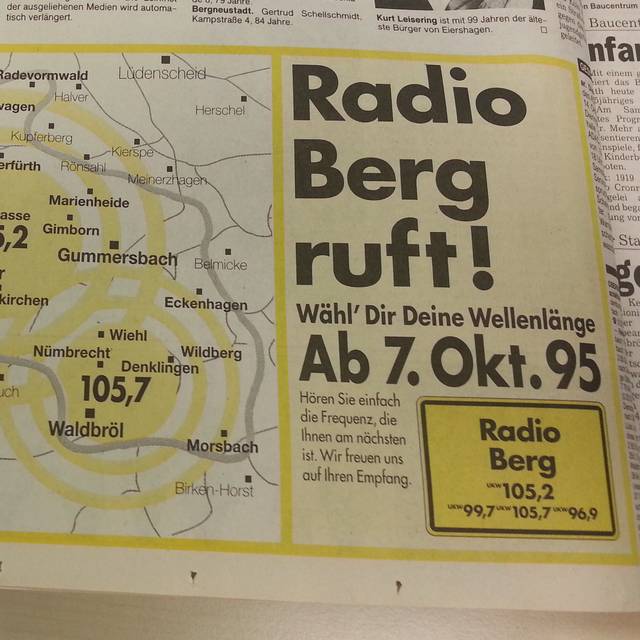 der ausgeliehenen Medien wird automa-
tisch verlängert.
Bergneustadt. Gertrud Schellschmidt,
Kampstraße 4, 84 Jahre.
Kurt Leisering ist mit 99 Jahren der älte-
ste Bürger von Eiershagen.
n Baucentrum
Baucent
Radevormwald
Lüdenscheid
Halver
Herschel
Kupferberg
Kierspe
Rönsahl
Meinerzhagen
Marienheide
Gimborn
5,2
Gummersbach
Belmicke
kirchen
Eckenhagen
Wiehl
Nümbrecht
Wildberg
Denklingen
105,7
Waldbröl
Morsbach
Birken-Horst
Radio
Berg
ruft!
Wähl' Dir Deine Wellenlänge
Ab 7. Okt. 95
Hören Sie einfach
die Frequenz, die
Ihnen am nächsten
ist. Wir freuen uns
auf Ihren Empfang.
Radio
Berg
UKW 105,2
UKW 99,7 UKW 105,7 UKW 96,9